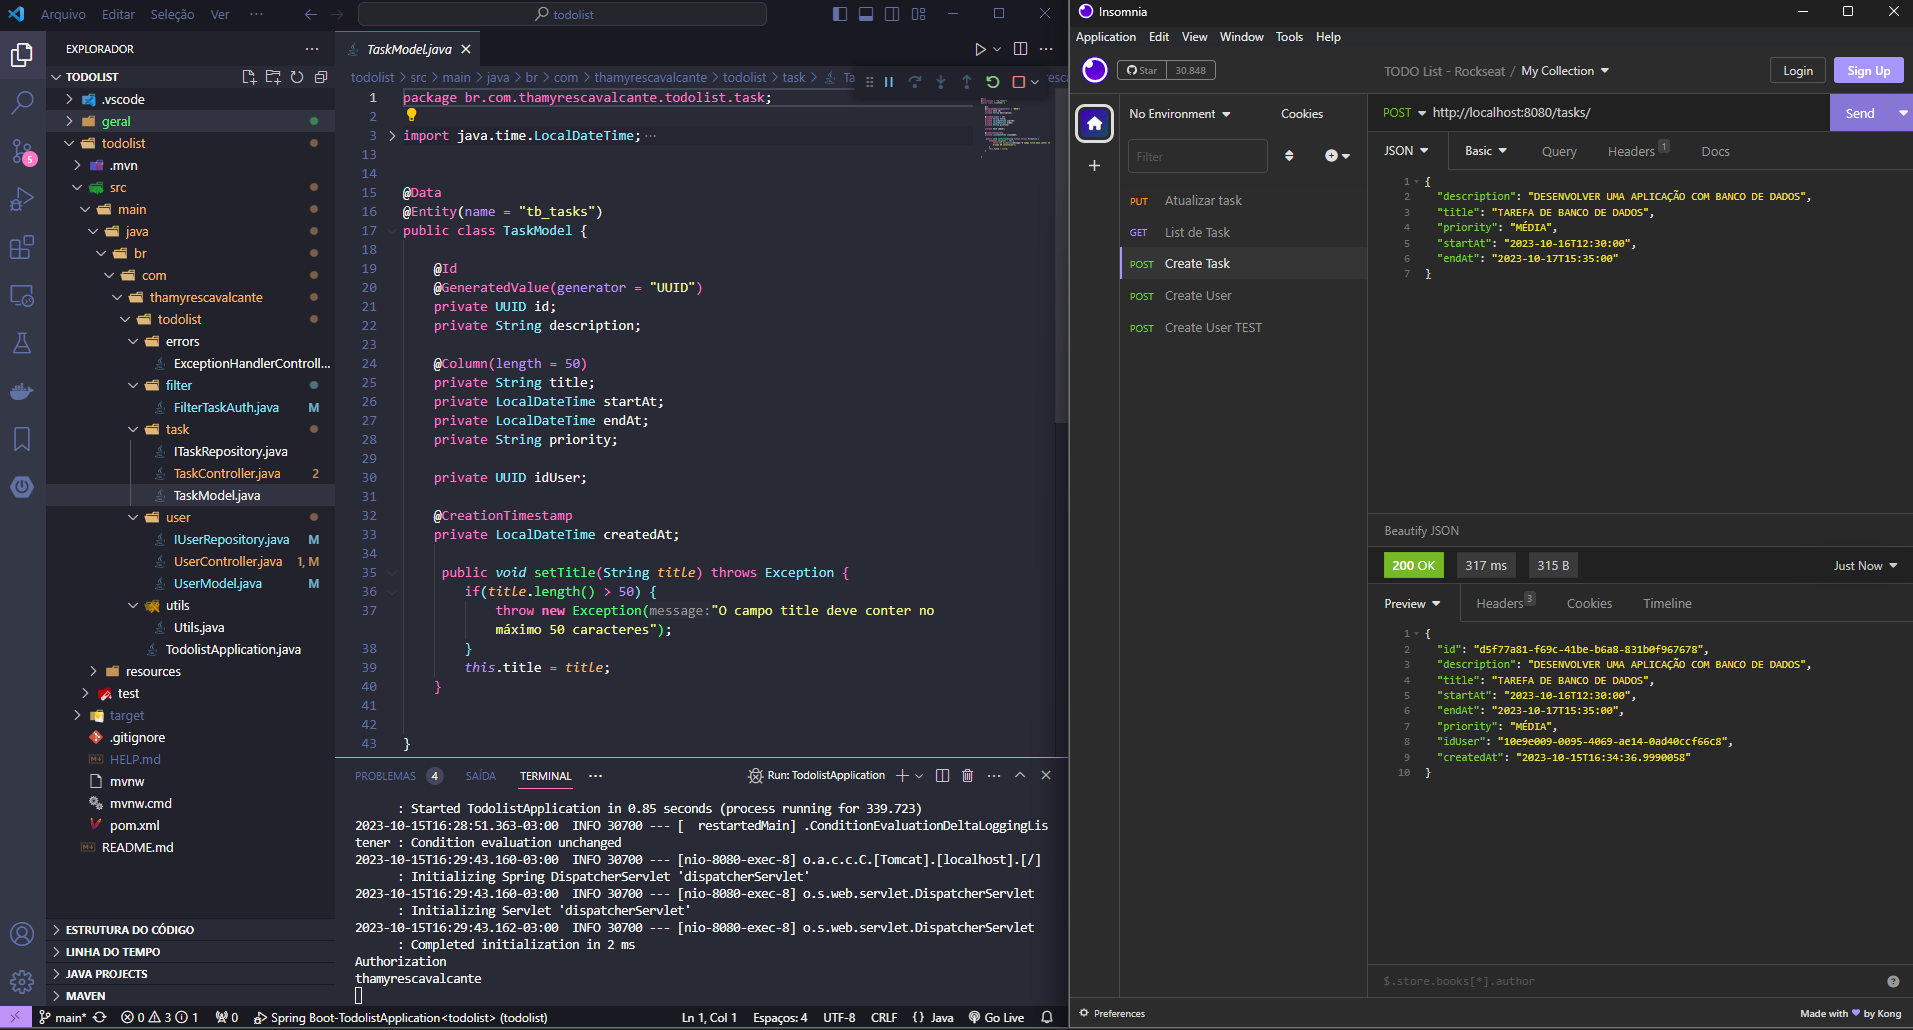 Arquivo Editar Seleção Ver ··· todolist
EXPLORADOR
TODOLIST
.vscode
geral
todolist
.mvn
src
main
java
br
com
thamyrescavalcante
todolist
errors
ExceptionHandlerControll...
filter
FilterTaskAuth.java M
task
ITaskRepository.java
TaskController.java 2
TaskModel.java
user
IUserRepository.java M
UserController.java 1, M
UserModel.java M
utils
Utils.java
TodolistApplication.java
resources
test
target
.gitignore
HELP.md
mvnw
mvnw.cmd
pom.xml
README.md
ESTRUTURA DO CÓDIGO
LINHA DO TEMPO
JAVA PROJECTS
MAVEN
5
TaskModel.java
todolist > src > main > java > br > com > thamyrescavalcante > todolist > task >
1 package br.com.thamyrescavalcante.todolist.task;
2
3 import java.time.LocalDateTime; ···
13
14
15 @Data
16 @Entity(name = "tb_tasks")
17 public class TaskModel {
18
19 @Id
20 @GeneratedValue(generator = "UUID")
21 private UUID id;
22 private String description;
23
24 @Column(length = 50)
25 private String title;
26 private LocalDateTime startAt;
27 private LocalDateTime endAt;
28 private String priority;
29
30 private UUID idUser;
31
32 @CreationTimestamp
33 private LocalDateTime createdAt;
34
35 public void setTitle(String title) throws Exception {
36 if(title.length() > 50) {
37 throw new Exception(message:"O campo title deve conter no
máximo 50 caracteres");
38 }
39 this.title = title;
40 }
41
42
43 }
PROBLEMAS 4 SAÍDA TERMINAL ··· Run: TodolistApplication
: Started TodolistApplication in 0.85 seconds (process running for 339.723)
2023-10-15T16:28:51.363-03:00 INFO 30700 --- [ restartedMain] .ConditionEvaluationDeltaLoggingLis
tener : Condition evaluation unchanged
2023-10-15T16:29:43.160-03:00 INFO 30700 --- [nio-8080-exec-8] o.a.c.c.C.[Tomcat].[localhost].[/]
: Initializing Spring DispatcherServlet 'dispatcherServlet'
2023-10-15T16:29:43.160-03:00 INFO 30700 --- [nio-8080-exec-8] o.s.web.servlet.DispatcherServlet
: Initializing Servlet 'dispatcherServlet'
2023-10-15T16:29:43.162-03:00 INFO 30700 --- [nio-8080-exec-8] o.s.web.servlet.DispatcherServlet
: Completed initialization in 2 ms
Authorization
thamyrescavalcante
main* 0 3 1 0 Spring Boot-TodolistApplication<todolist> (todolist) Ln 1, Col 1 Espaços: 4 UTF-8 CRLF {} Java Go Live
Insomnia
Application Edit View Window Tools Help
Star 30.848 TODO List - Rockseat / My Collection Login Sign Up
No Environment Cookies
Filter
PUT Atualizar task
GET List de Task
POST Create Task
POST Create User
POST Create User TEST
POST http://localhost:8080/tasks/ Send
JSON Basic Query Headers 1 Docs
1 {
2 "description": "DESENVOLVER UMA APLICAÇÃO COM BANCO DE DADOS",
3 "title": "TAREFA DE BANCO DE DADOS",
4 "priority": "MÉDIA",
5 "startAt": "2023-10-16T12:30:00",
6 "endAt": "2023-10-17T15:35:00"
7 }
Beautify JSON
200 OK 317 ms 315 B Just Now
Preview Headers 3 Cookies Timeline
1 {
2 "id": "d5f77a81-f69c-41be-b6a8-831b0f967678",
3 "description": "DESENVOLVER UMA APLICAÇÃO COM BANCO DE DADOS",
4 "title": "TAREFA DE BANCO DE DADOS",
5 "startAt": "2023-10-16T12:30:00",
6 "endAt": "2023-10-17T15:35:00",
7 "priority": "MÉDIA",
8 "idUser": "10e9e009-0095-4069-ae14-0ad40ccf66c8",
9 "createdAt": "2023-10-15T16:34:36.9990058"
10 }
$.store.books[*].author
Preferences Made with by Kong